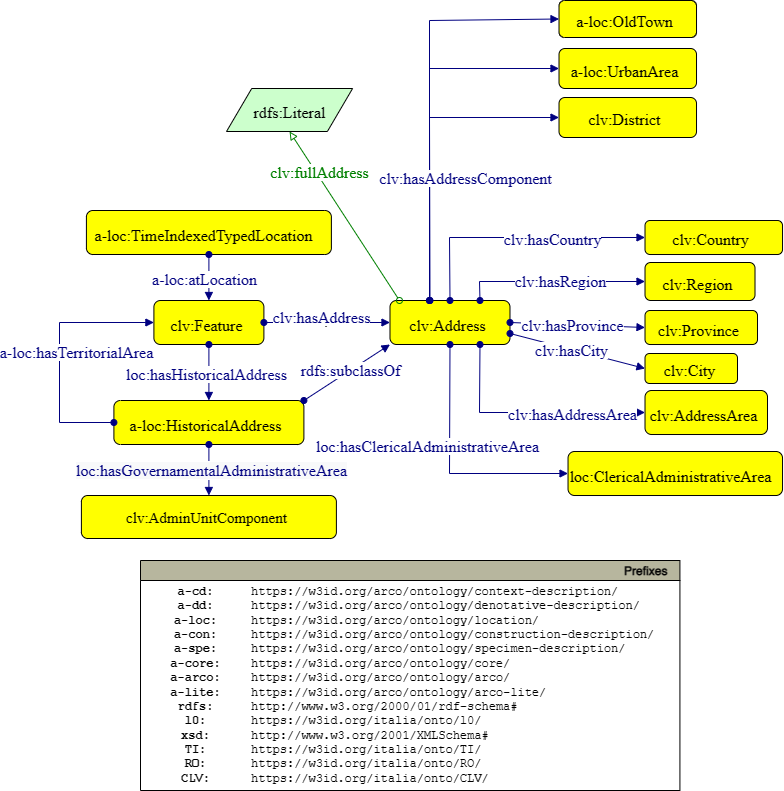 a-loc:OldTown
a-loc:UrbanArea
rdfs:Literal
clv:District
clv:fullAddress
clv:hasAddressComponent
a-loc:TimeIndexedTypedLocation
clv:hasCountry
clv:Country
a-loc:atLocation
clv:hasRegion
clv:Region
clv:Feature
clv:hasAddress
clv:Address
clv:hasProvince
clv:Province
a-loc:hasTerritorialArea
clv:hasCity
clv:City
loc:hasHistoricalAddress
rdfs:subclassOf
a-loc:HistoricalAddress
clv:hasAddressArea
clv:AddressArea
loc:hasClericalAdministrativeArea
loc:hasGovernamentalAdministrativeArea
loc:ClericalAdministrativeArea
clv:AdminUnitComponent
Prefixes
a-cd: https://w3id.org/arco/ontology/context-description/
a-dd: https://w3id.org/arco/ontology/denotative-description/
a-loc: https://w3id.org/arco/ontology/location/
a-con: https://w3id.org/arco/ontology/construction-description/
a-spe: https://w3id.org/arco/ontology/specimen-description/
a-core: https://w3id.org/arco/ontology/core/
a-arco: https://w3id.org/arco/ontology/arco/
a-lite: https://w3id.org/arco/ontology/arco-lite/
rdfs: http://www.w3.org/2000/01/rdf-schema#
l0: https://w3id.org/italia/onto/l0/
xsd: http://www.w3.org/2001/XMLSchema#
TI: https://w3id.org/italia/onto/TI/
RO: https://w3id.org/italia/onto/RO/
CLV: https://w3id.org/italia/onto/CLV/